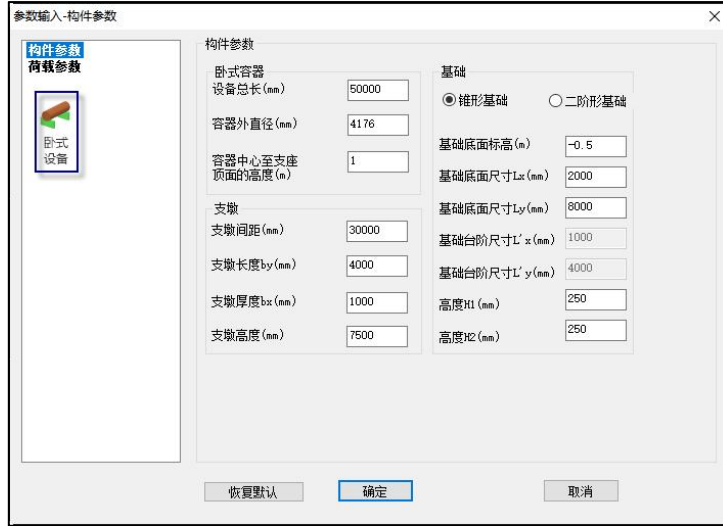 参数输入-构件参数
构件参数
荷载参数
卧式
设备
构件参数
卧式容器
设备总长(mm) 50000
容器外直径(mm) 4176
容器中心至支座
顶面的高度(m) 1
支墩
支墩间距(mm) 30000
支墩长度by(mm) 4000
支墩厚度bx(mm) 1000
支墩高度(mm) 7500
基础
锥形基础 二阶形基础
基础底面标高(m) -0.5
基础底面尺寸Lx(mm) 2000
基础底面尺寸Ly(mm) 8000
基础台阶尺寸L'x(mm) 1000
基础台阶尺寸L'y(mm) 4000
高度H1(mm) 250
高度H2(mm) 250
恢复默认 确定 取消